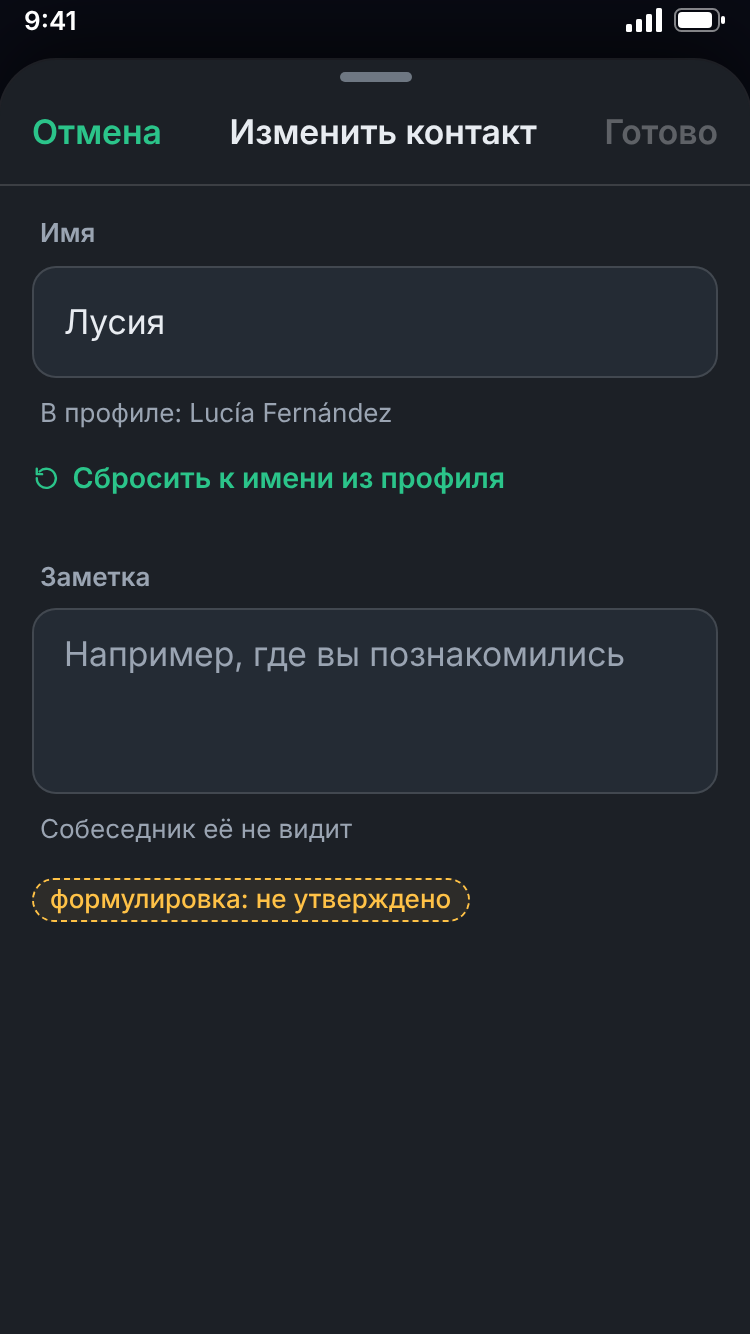 9:41
Отмена
Изменить контакт
Готово
Имя
Лусия
В профиле: Lucía Fernández
Сбросить к имени из профиля
Заметка
Например, где вы познакомились
Собеседник её не видит
формулировка: не утверждено